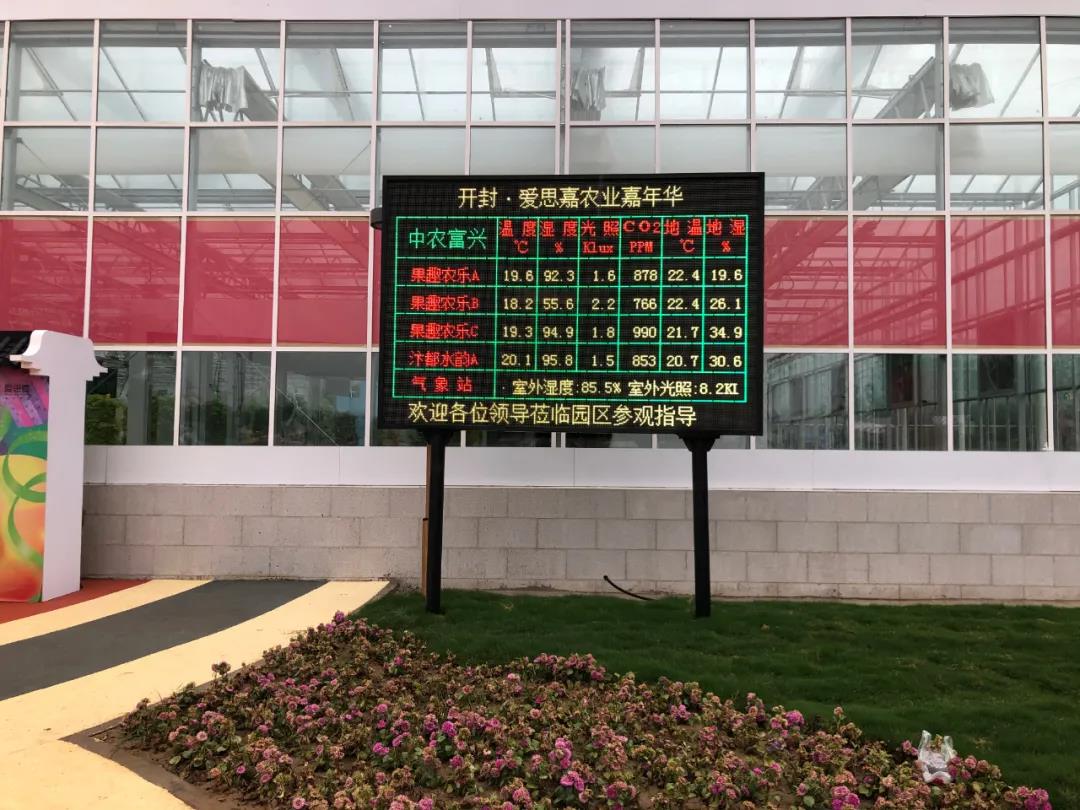 开封·爱思嘉农业嘉年华
中农富兴 温度℃ 湿度% 光照Klux CO2PPM 地温℃ 地湿%
果趣农乐A 19.6 92.3 1.6 878 22.4 19.6
果趣农乐B 18.2 55.6 2.2 766 22.4 26.1
果趣农乐C 19.3 94.9 1.8 990 21.7 34.9
汴都水韵A 20.1 95.8 1.5 853 20.7 30.6
气象站 ·室外湿度:85.5% 室外光照:8.2Kl
欢迎各位领导莅临园区参观指导